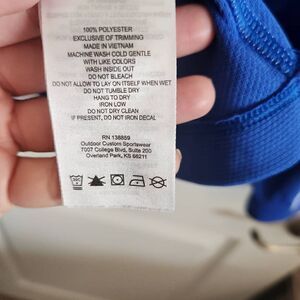 100% POLYESTER
EXCLUSIVE OF TRIMMING
MADE IN VIETNAM
MACHINE WASH COLD GENTLE
WITH LIKE COLORS
WASH INSIDE OUT
DO NOT BLEACH
DO NOT ALLOW TO LAY ON ITSELF WHEN WET
DO NOT TUMBLE DRY
HANG TO DRY
IRON LOW
DO NOT DRY CLEAN
IF PRESENT, DO NOT IRON DECAL
RN 138889
Outdoor Custom Sportswear
7007 College Blvd, Suite 200
Overland Park, KS 66211